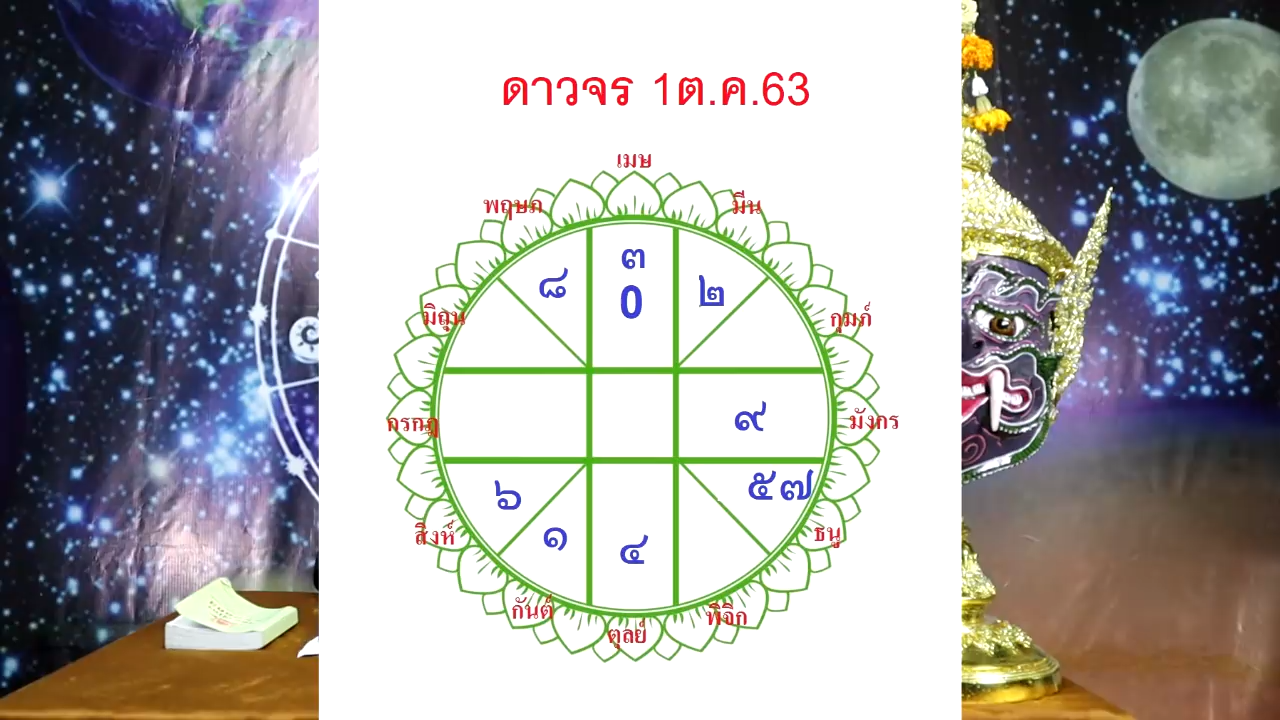 ดาวจร 1ต.ค.63
เมษ
พฤษภ
มีน
๓
๘
0
๒
มิถุน
กุมภ์
กรกฎ
๙
มังกร
๖
๕๗
สิงห์
๑
๔
ธนู
กันต์
ตุลย์
พิจิก